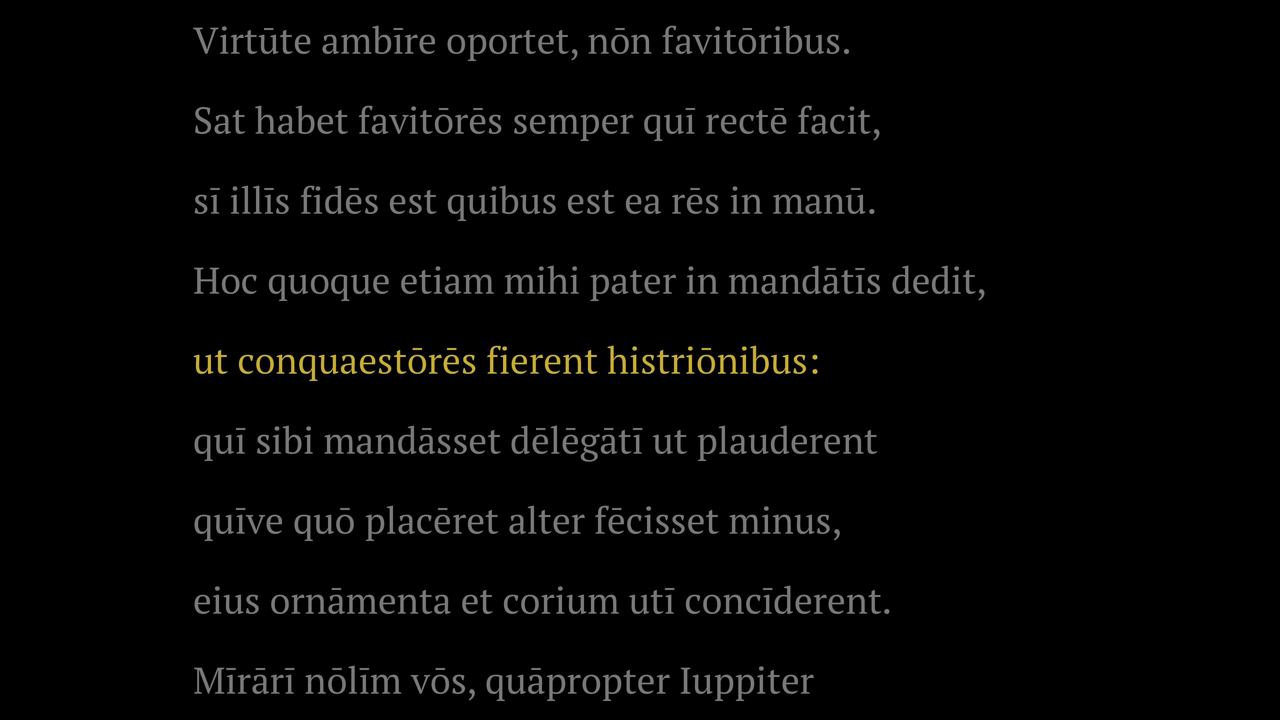 Virtūte ambīre oportet, nōn favitōribus.
Sat habet favitōrēs semper quī rectē facit,
sī illīs fidēs est quibus est ea rēs in manū.
Hoc quoque etiam mihi pater in mandātīs dedit,
ut conquaestōrēs fierent histriōnibus:
quī sibi mandāsset dēlēgātī ut plauderent
quīve quō placēret alter fēcisset minus,
eius ornāmenta et corium utī concīderent.
Mīrārī nōlīm vōs, quāpropter Iuppiter